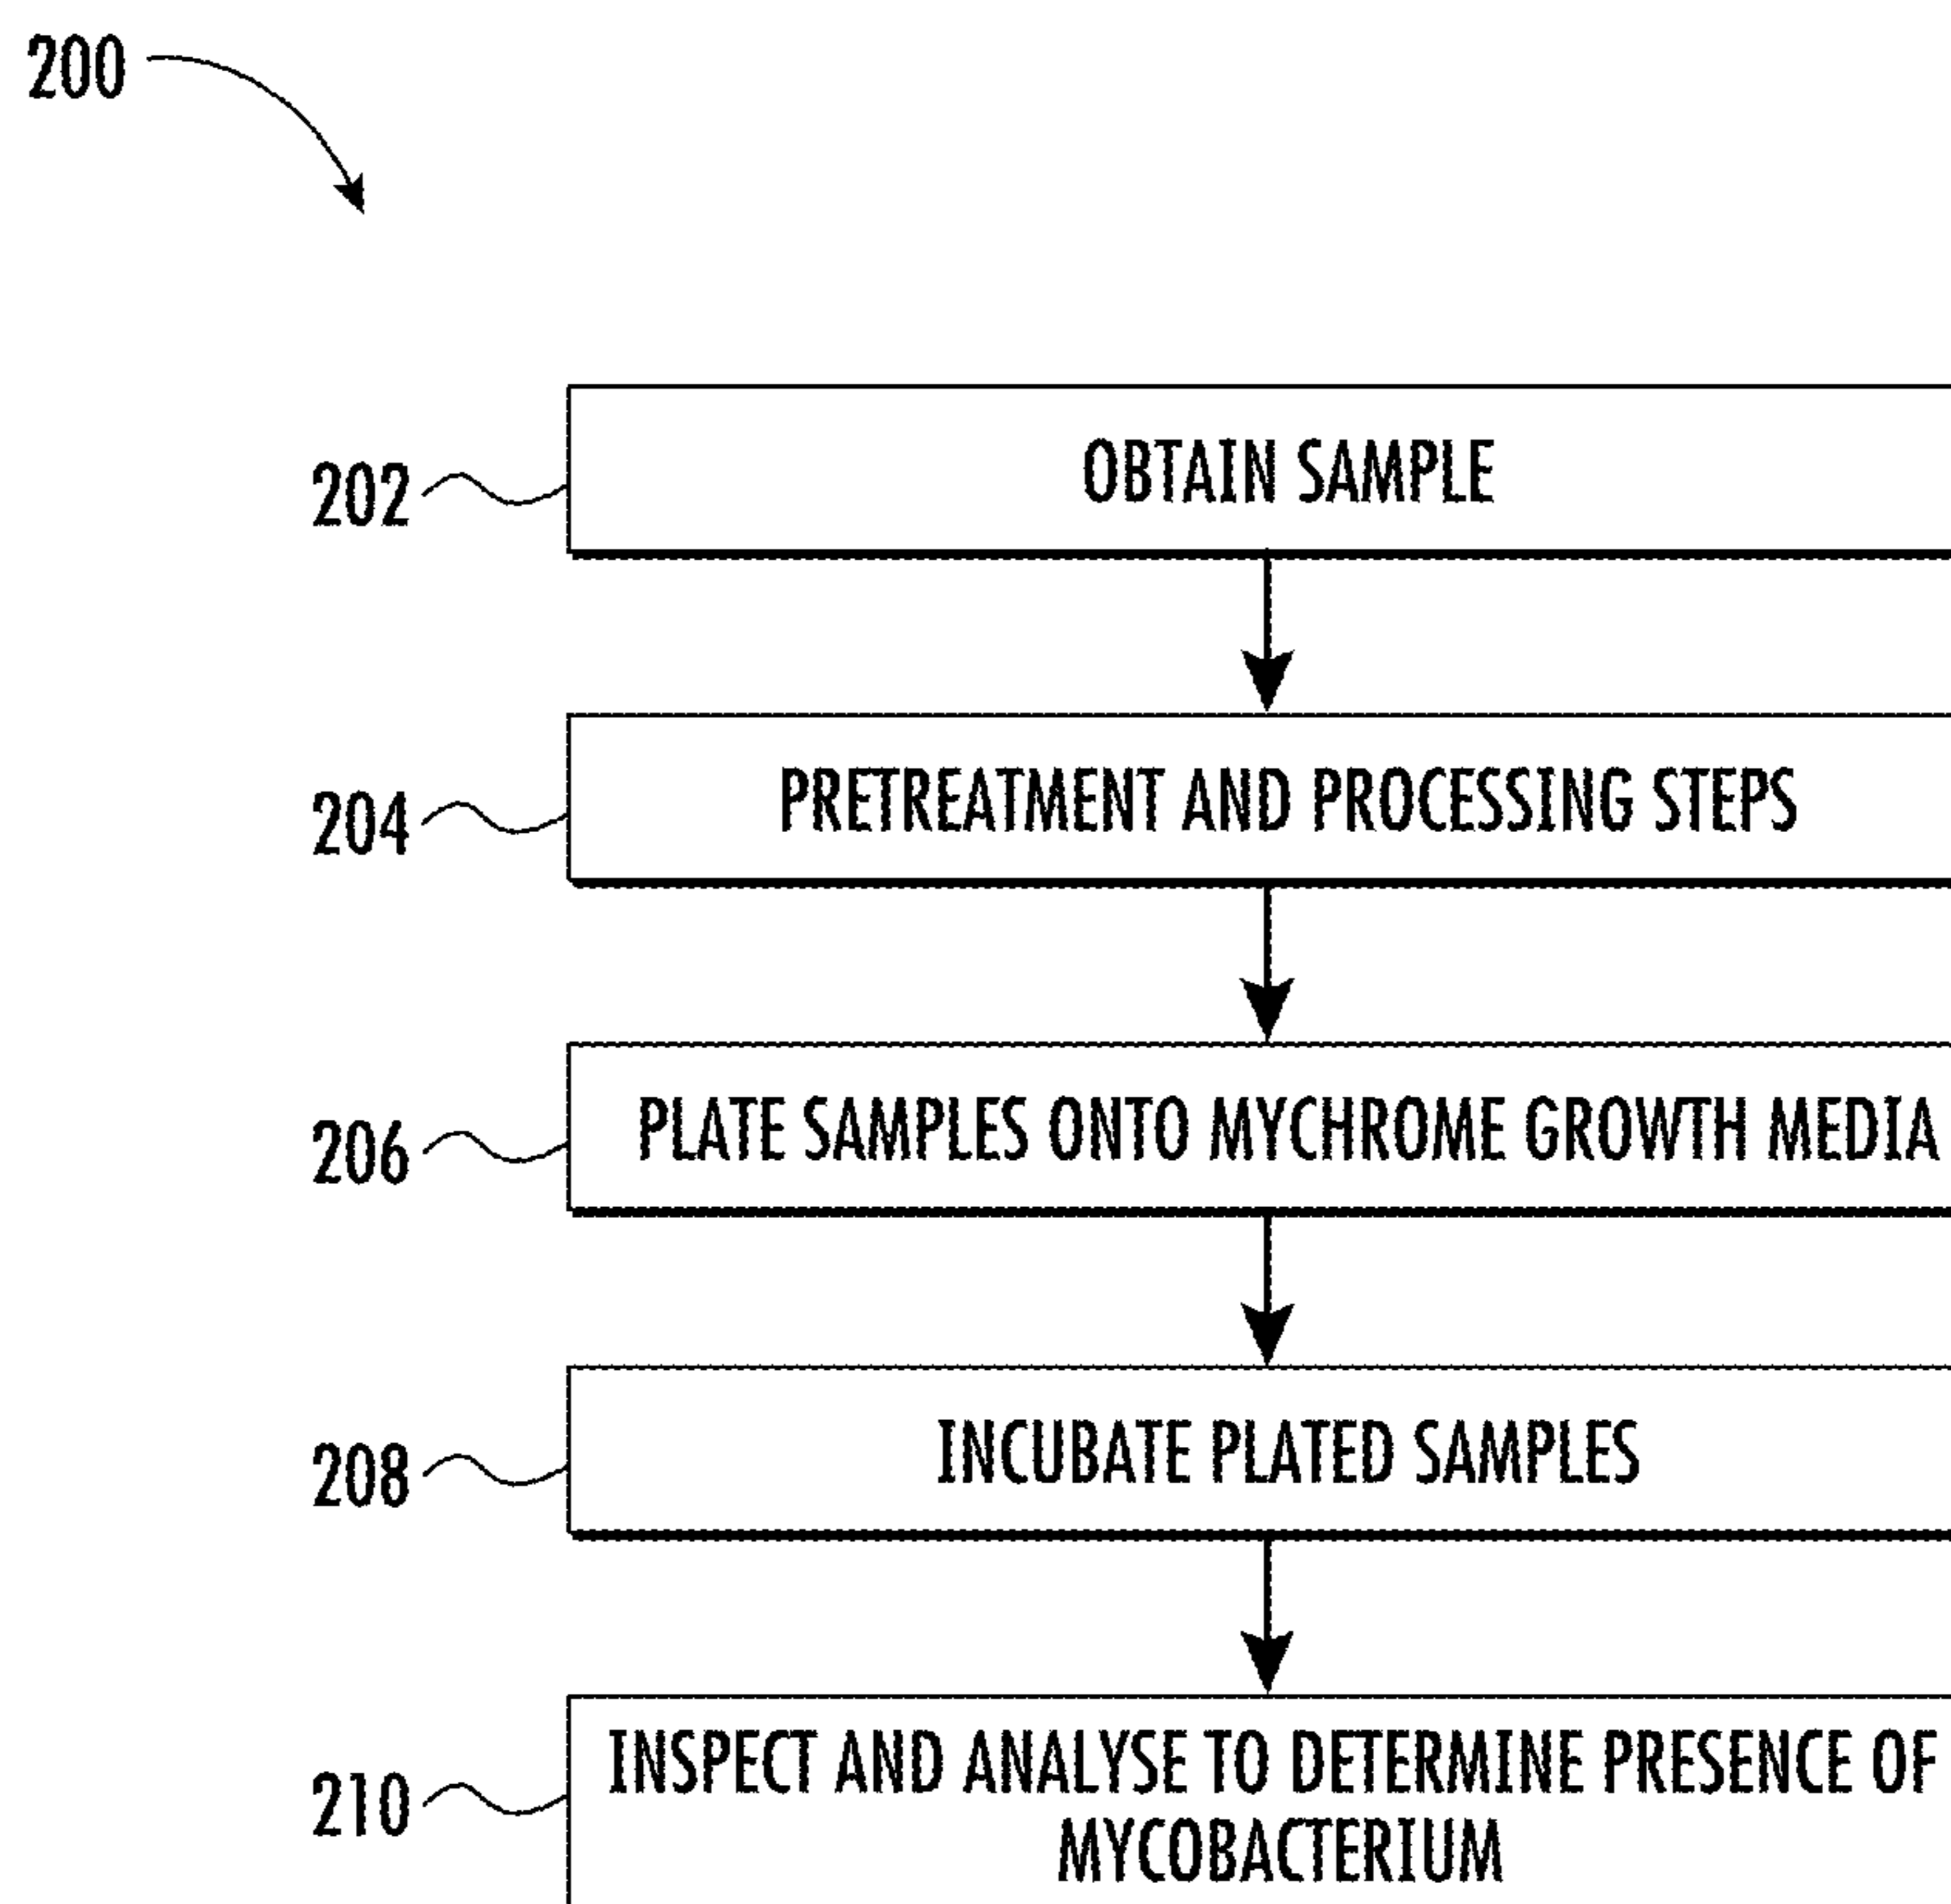 200
202 OBTAIN SAMPLE
204 PRETREATMENT AND PROCESSING STEPS
206 PLATE SAMPLES ONTO MYCHROME GROWTH MEDIA
208 INCUBATE PLATED SAMPLES
210 INSPECT AND ANALYSE TO DETERMINE PRESENCE OF
MYCOBACTERIUM